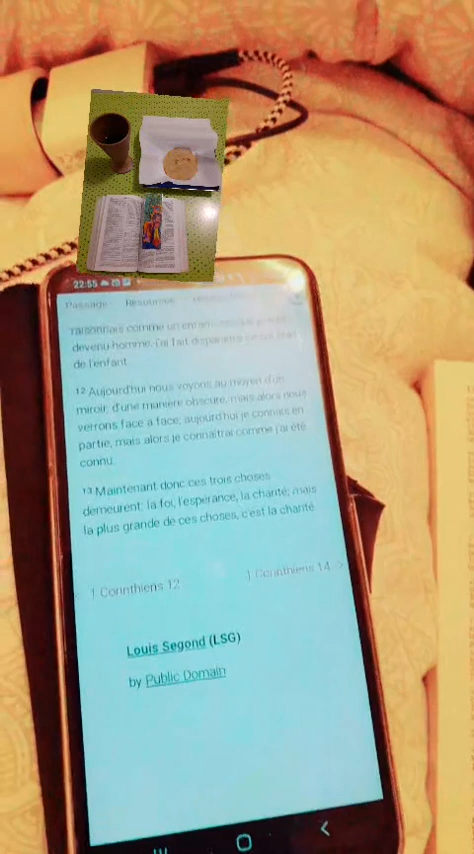 22:55
Passage Resources
raisonnais comme un enfant
devenu homme, j'ai fait disparaître ce qui était
de l'enfant.
12 Aujourd'hui nous voyons au moyen d'un
miroir, d'une manière obscure, mais alors nous
verrons face à face; aujourd'hui je connais en
partie, mais alors je connaîtrai comme j'ai été
connu.
13 Maintenant donc ces trois choses
demeurent: la foi, l'espérance, la charité; mais
la plus grande de ces choses, c'est la charité.
< 1 Corinthiens 12 1 Corinthiens 14 >
Louis Segond (LSG)
by Public Domain